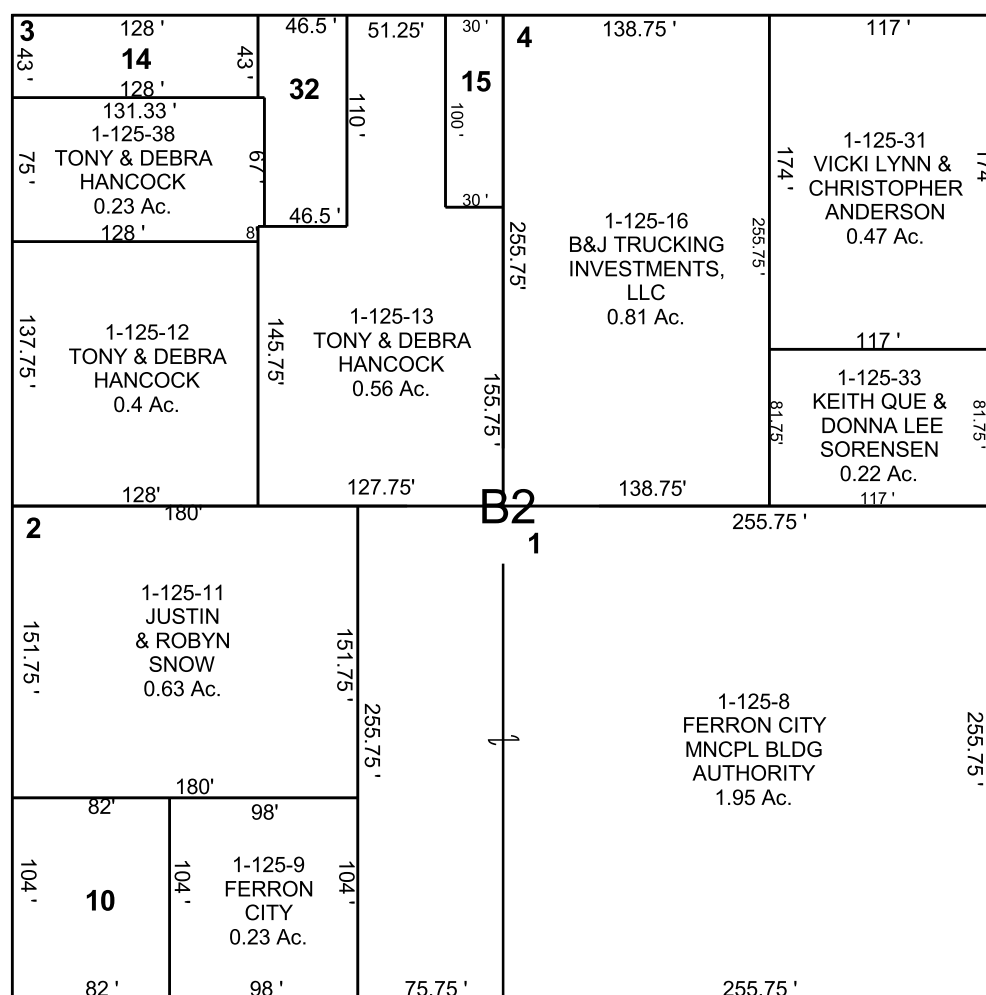 3
128'
43 '
14
43 '
128 '
46.5 '
32
51.25'
110 '
30 '
15
100 '
30 '
4
138.75 '
117 '
131.33 '
1-125-38
TONY & DEBRA
HANCOCK
0.23 Ac.
75 '
67 '
128 '
8'
46.5 '
1-125-16
B&J TRUCKING
INVESTMENTS,
LLC
0.81 Ac.
255.75'
255.75 '
174 '
1-125-31
VICKI LYNN &
CHRISTOPHER
ANDERSON
0.47 Ac.
174
117 '
137.75 '
1-125-12
TONY & DEBRA
HANCOCK
0.4 Ac.
128'
145.75'
1-125-13
TONY & DEBRA
HANCOCK
0.56 Ac.
155.75 '
127.75'
138.75'
1-125-33
KEITH QUE &
DONNA LEE
SORENSEN
0.22 Ac.
81.75'
81.75 '
117 '
B2
2
180'
1
255.75 '
151.75 '
1-125-11
JUSTIN
& ROBYN
SNOW
0.63 Ac.
151.75 '
180'
255.75 '
1-125-8
FERRON CITY
MNCPL BLDG
AUTHORITY
1.95 Ac.
255.75 '
82'
104 '
10
82 '
98'
104 '
1-125-9
FERRON
CITY
0.23 Ac.
104 '
98 '
75.75 '
255.75 '